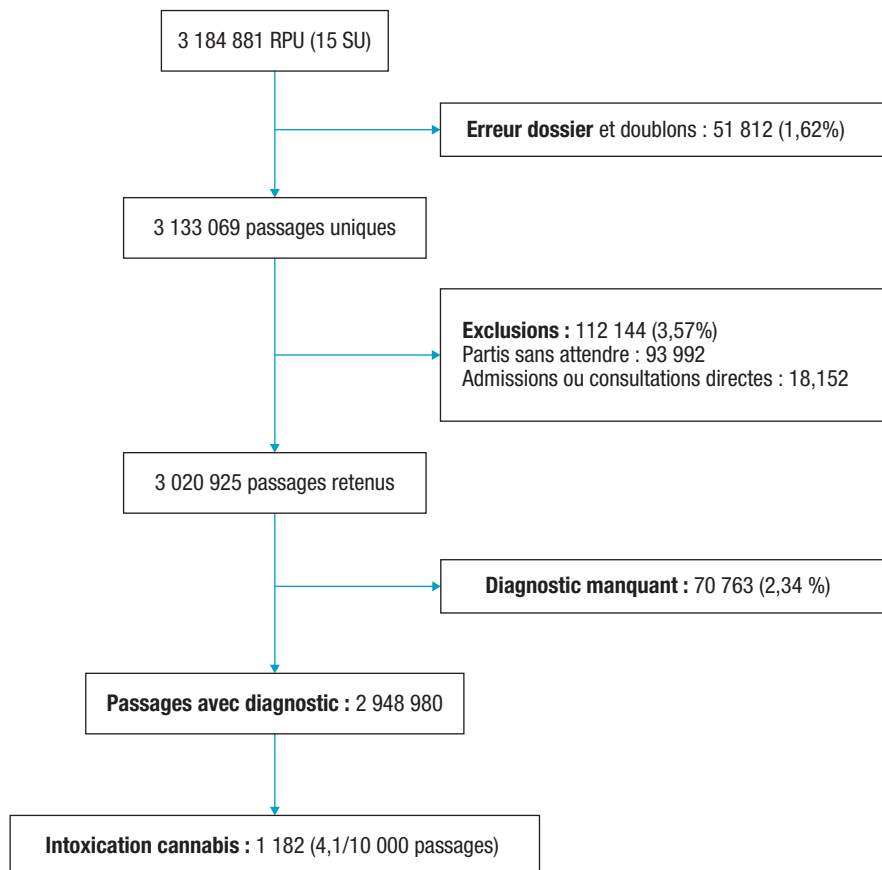 3 184 881 RPU (15 SU)
Erreur dossier et doublons : 51 812 (1,62%)
3 133 069 passages uniques
Exclusions : 112 144 (3,57%)
Partis sans attendre : 93 992
Admissions ou consultations directes : 18,152
3 020 925 passages retenus
Diagnostic manquant : 70 763 (2,34 %)
Passages avec diagnostic : 2 948 980
Intoxication cannabis : 1 182 (4,1/10 000 passages)